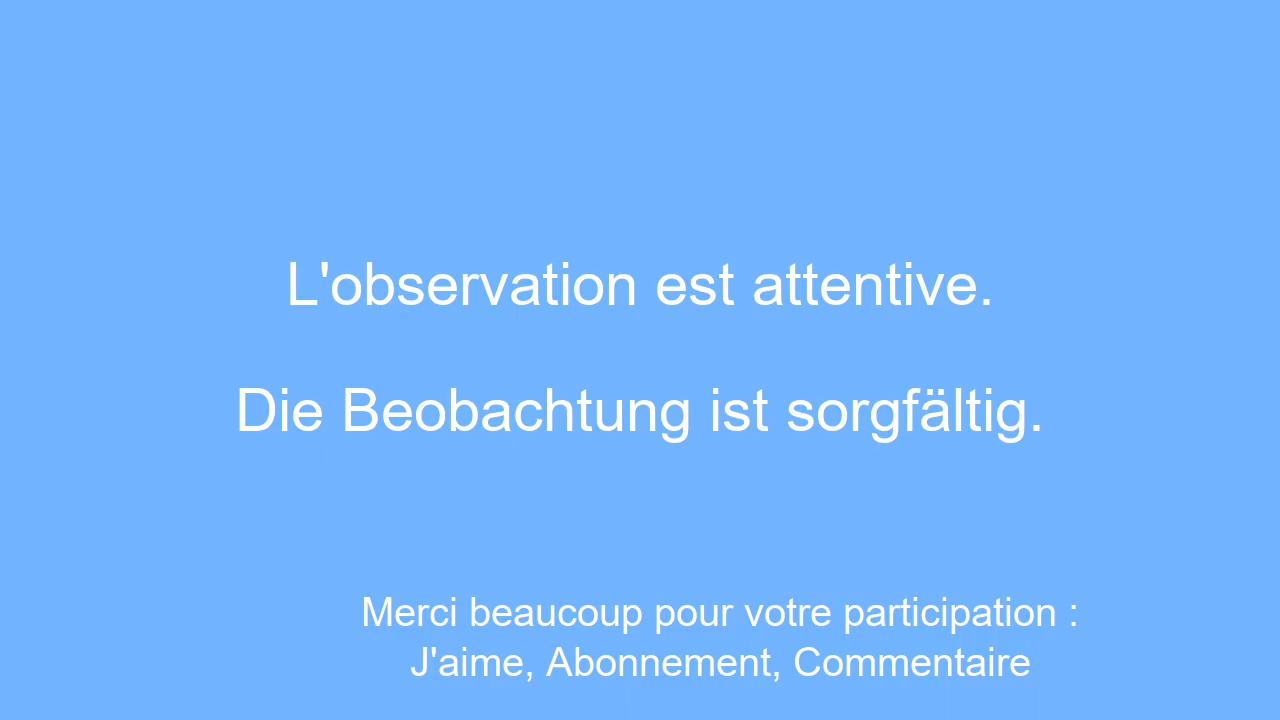 L'observation est attentive.
Die Beobachtung ist sorgfältig.
Merci beaucoup pour votre participation :
J'aime, Abonnement, Commentaire